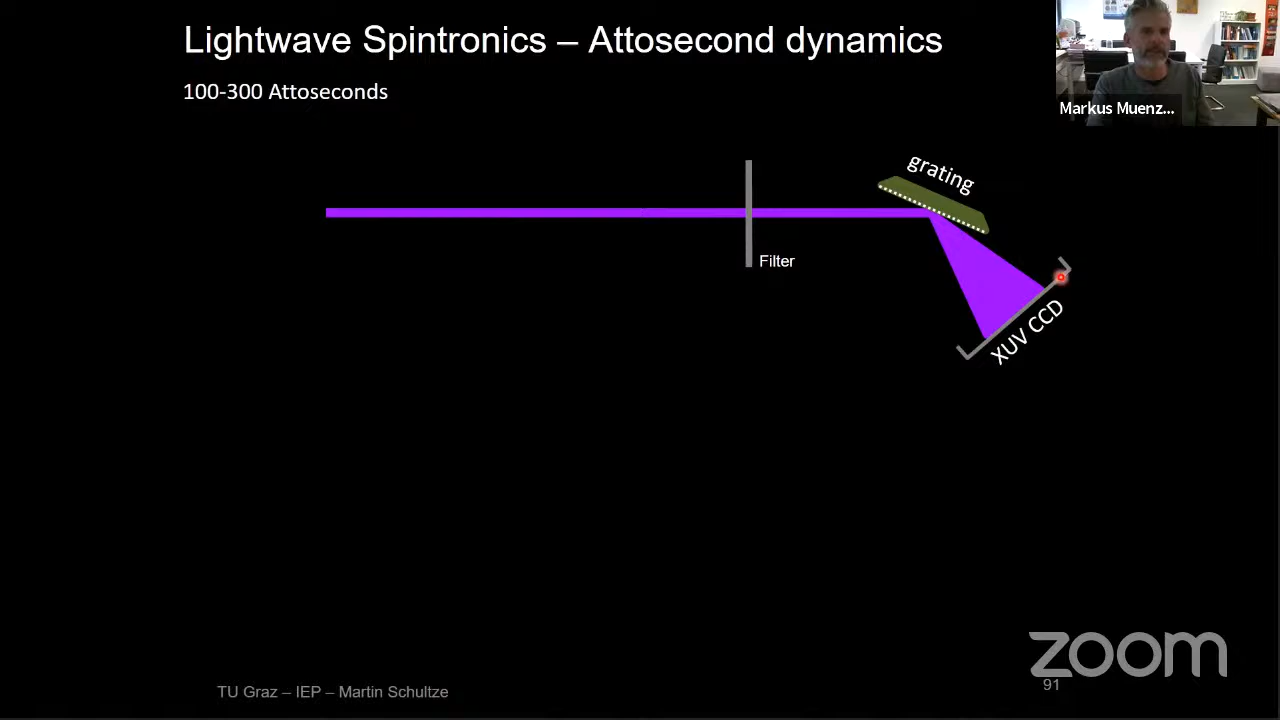 Lightwave Spintronics – Attosecond dynamics
100-300 Attoseconds
Markus Muenz...
grating
Filter
XUV CCD
zoom
91
TU Graz – IEP – Martin Schultze